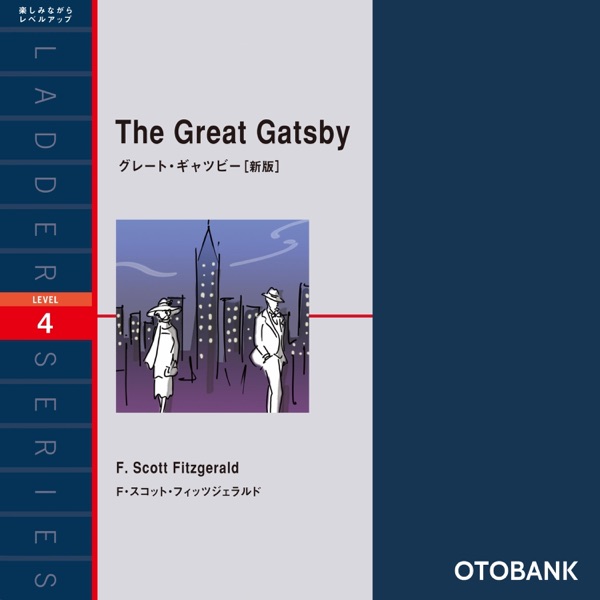 楽しみながら
レベルアップ
LADDER SERIES
LEVEL
4
The Great Gatsby
グレート・ギャツビー[新版]
F. Scott Fitzgerald
F・スコット・フィッツジェラルド
OTOBANK